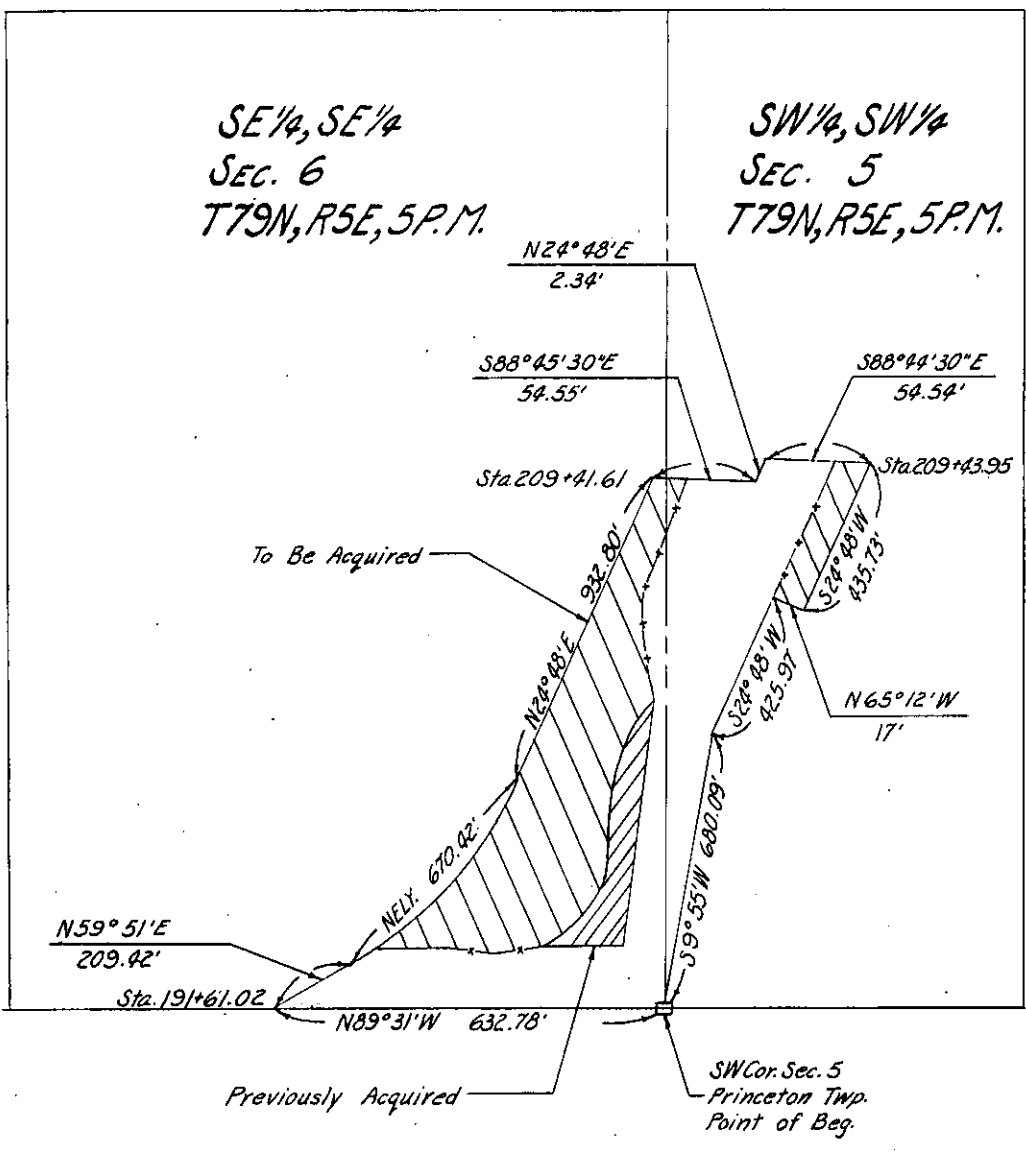 SE¼, SE¼
SEC. 6
T79N, R5E, 5P.M.
SW¼, SW¼
SEC. 5
T79N, R5E, 5P.M.
N24°48'E
2.34'
S88°45'30"E
54.55'
S88°44'30"E
54.54'
Sta 209+41.61
Sta 209+43.95
To Be Acquired
N24°48'E 932.80'
S24°48'W
435.73'
S24°48'W
425.97'
N65°12'W
17'
NELY. 670.42'
S9°55'W 680.09'
N59°51'E
209.42'
Sta. 191+61.02
N89°31'W 632.78'
Previously Acquired
SW Cor. Sec. 5
Princeton Twp.
Point of Beg.